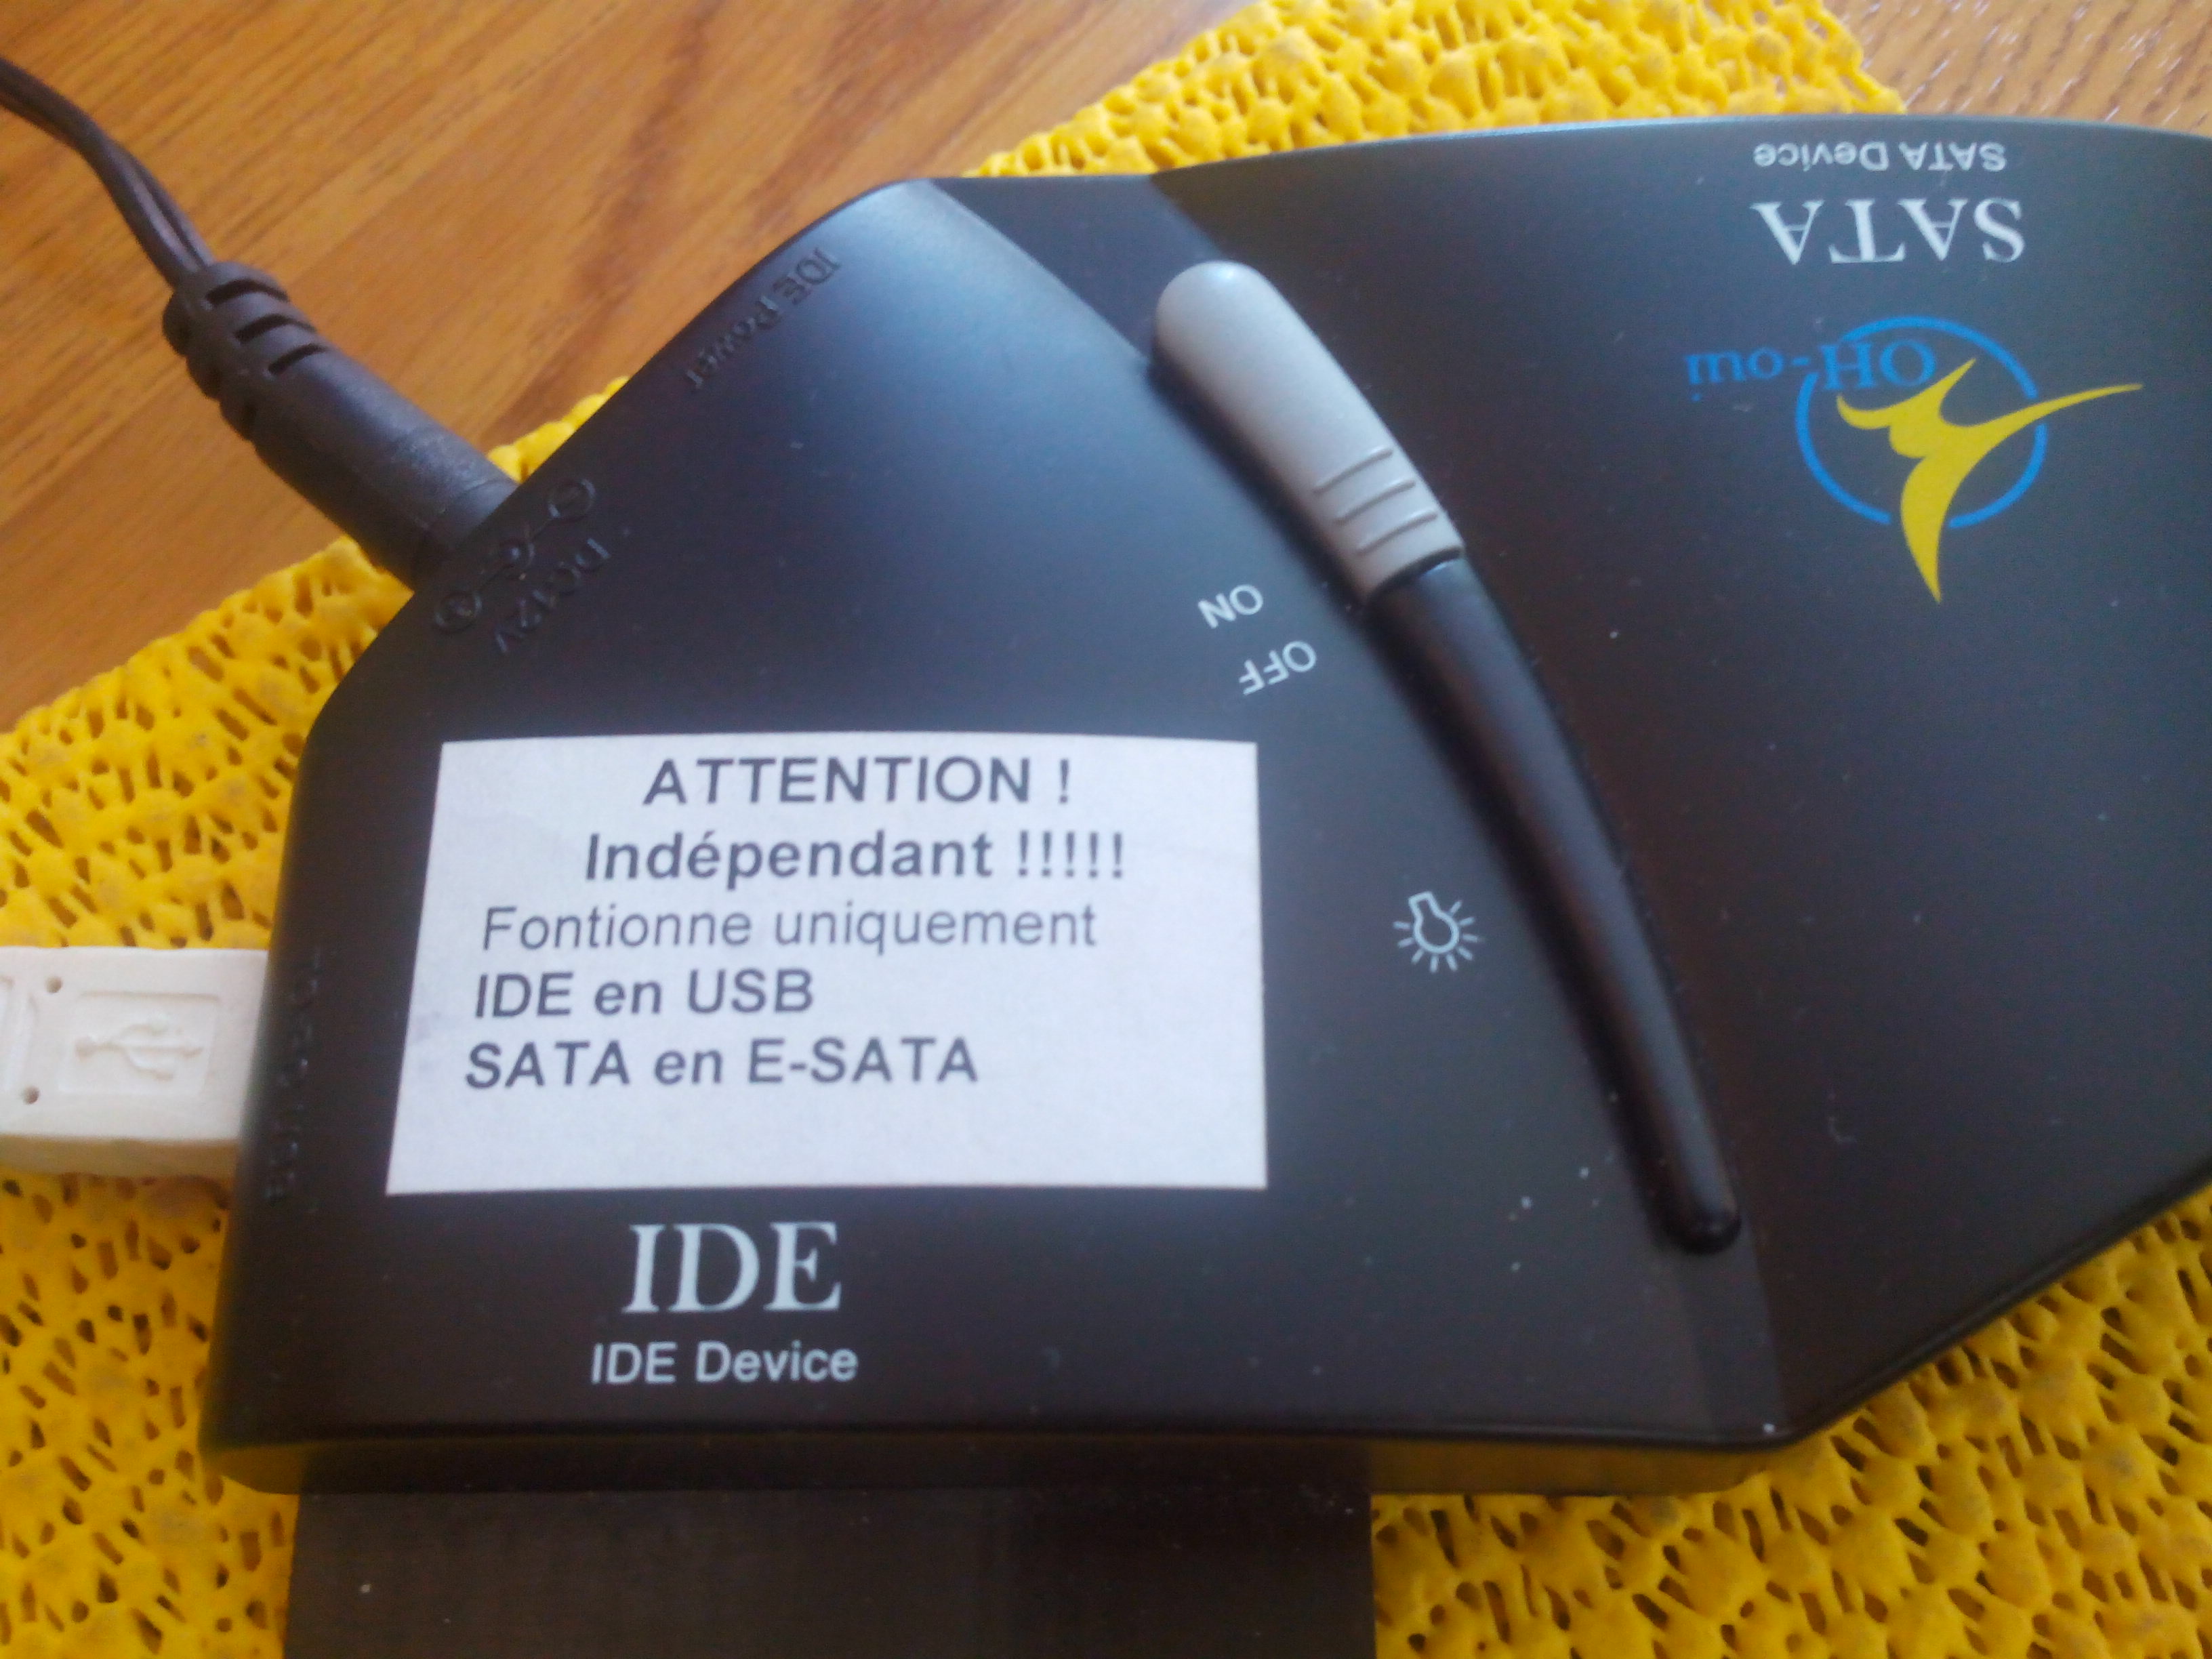 SATA Device
SATA
OH-oui
IDE Power
DC12V
ON
OFF
ATTENTION !
Indépendant !!!!!
Fontionne uniquement
IDE en USB
SATA en E-SATA
IDE
IDE Device